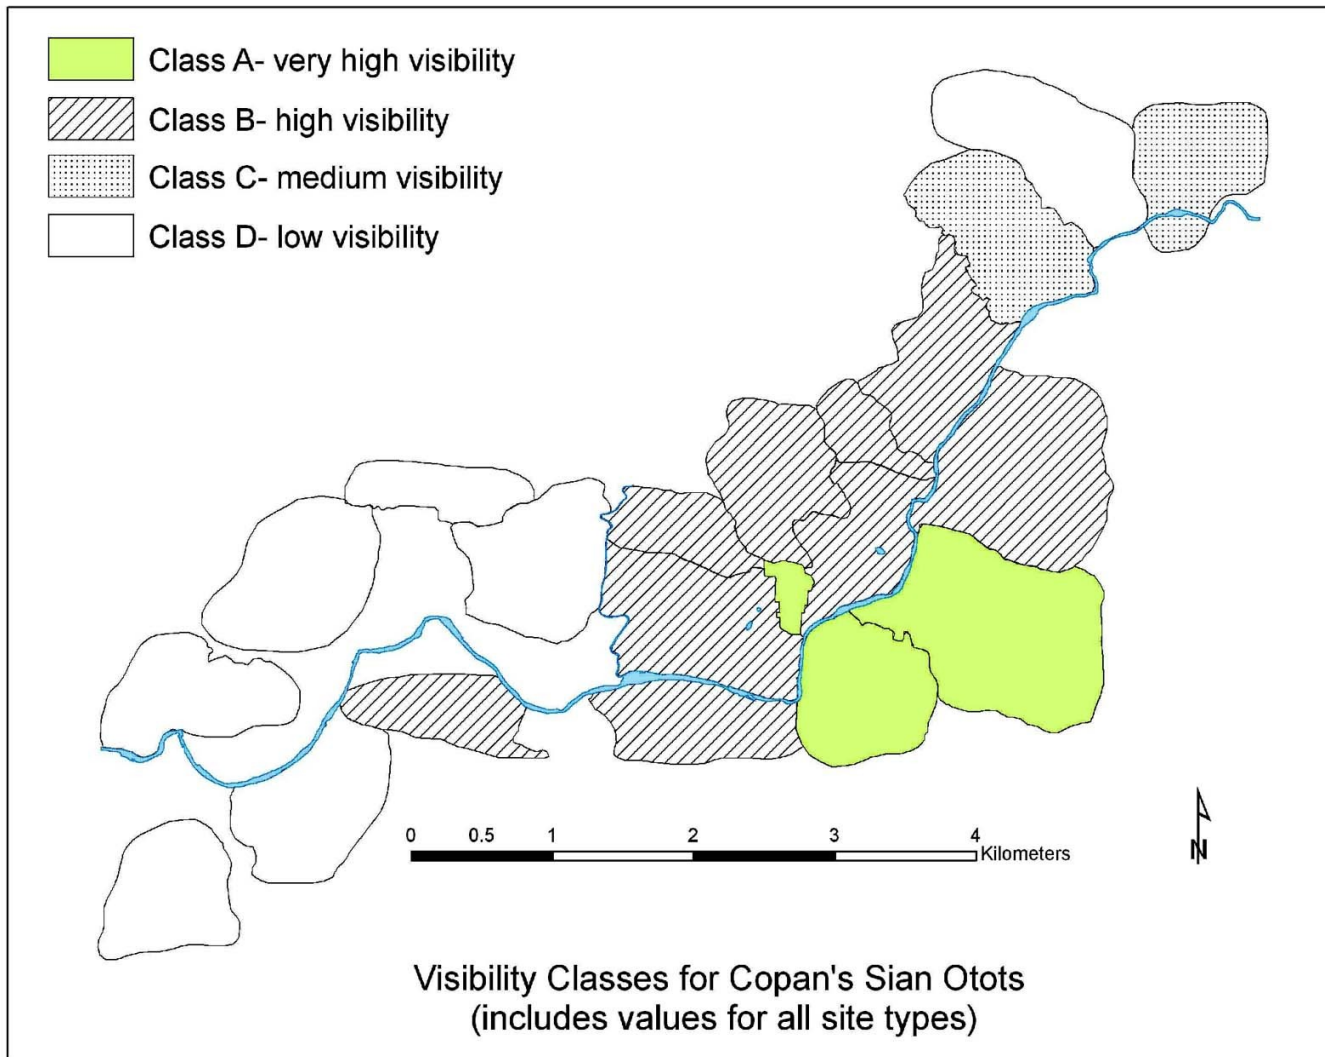 Class A- very high visibility
Class B- high visibility
Class C- medium visibility
Class D- low visibility
0 0.5 1 2 3 4
Kilometers
N
Visibility Classes for Copan's Sian Otots
(includes values for all site types)